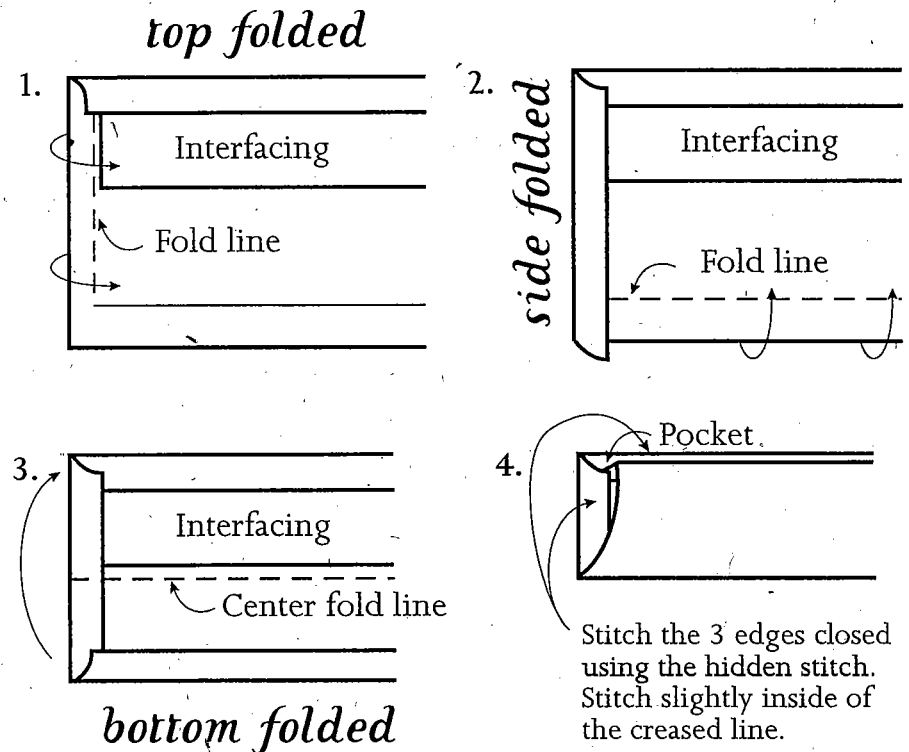 top folded
1.
Interfacing
Fold line
2.
side folded
Interfacing
Fold line
3.
Interfacing
Center fold line
bottom folded
4.
Pocket
Stitch the 3 edges closed
using the hidden stitch.
Stitch slightly inside of
the creased line.